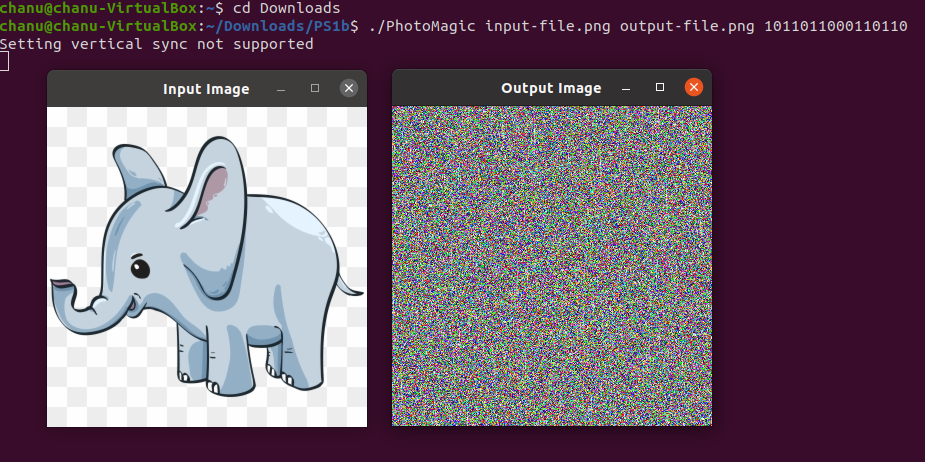 chanu@chanu-VirtualBox:~$ cd Downloads
chanu@chanu-VirtualBox:~/Downloads/PS1b$ ./PhotoMagic input-file.png output-file.png 1011011000110110
Setting vertical sync not supported
Input Image
Output Image